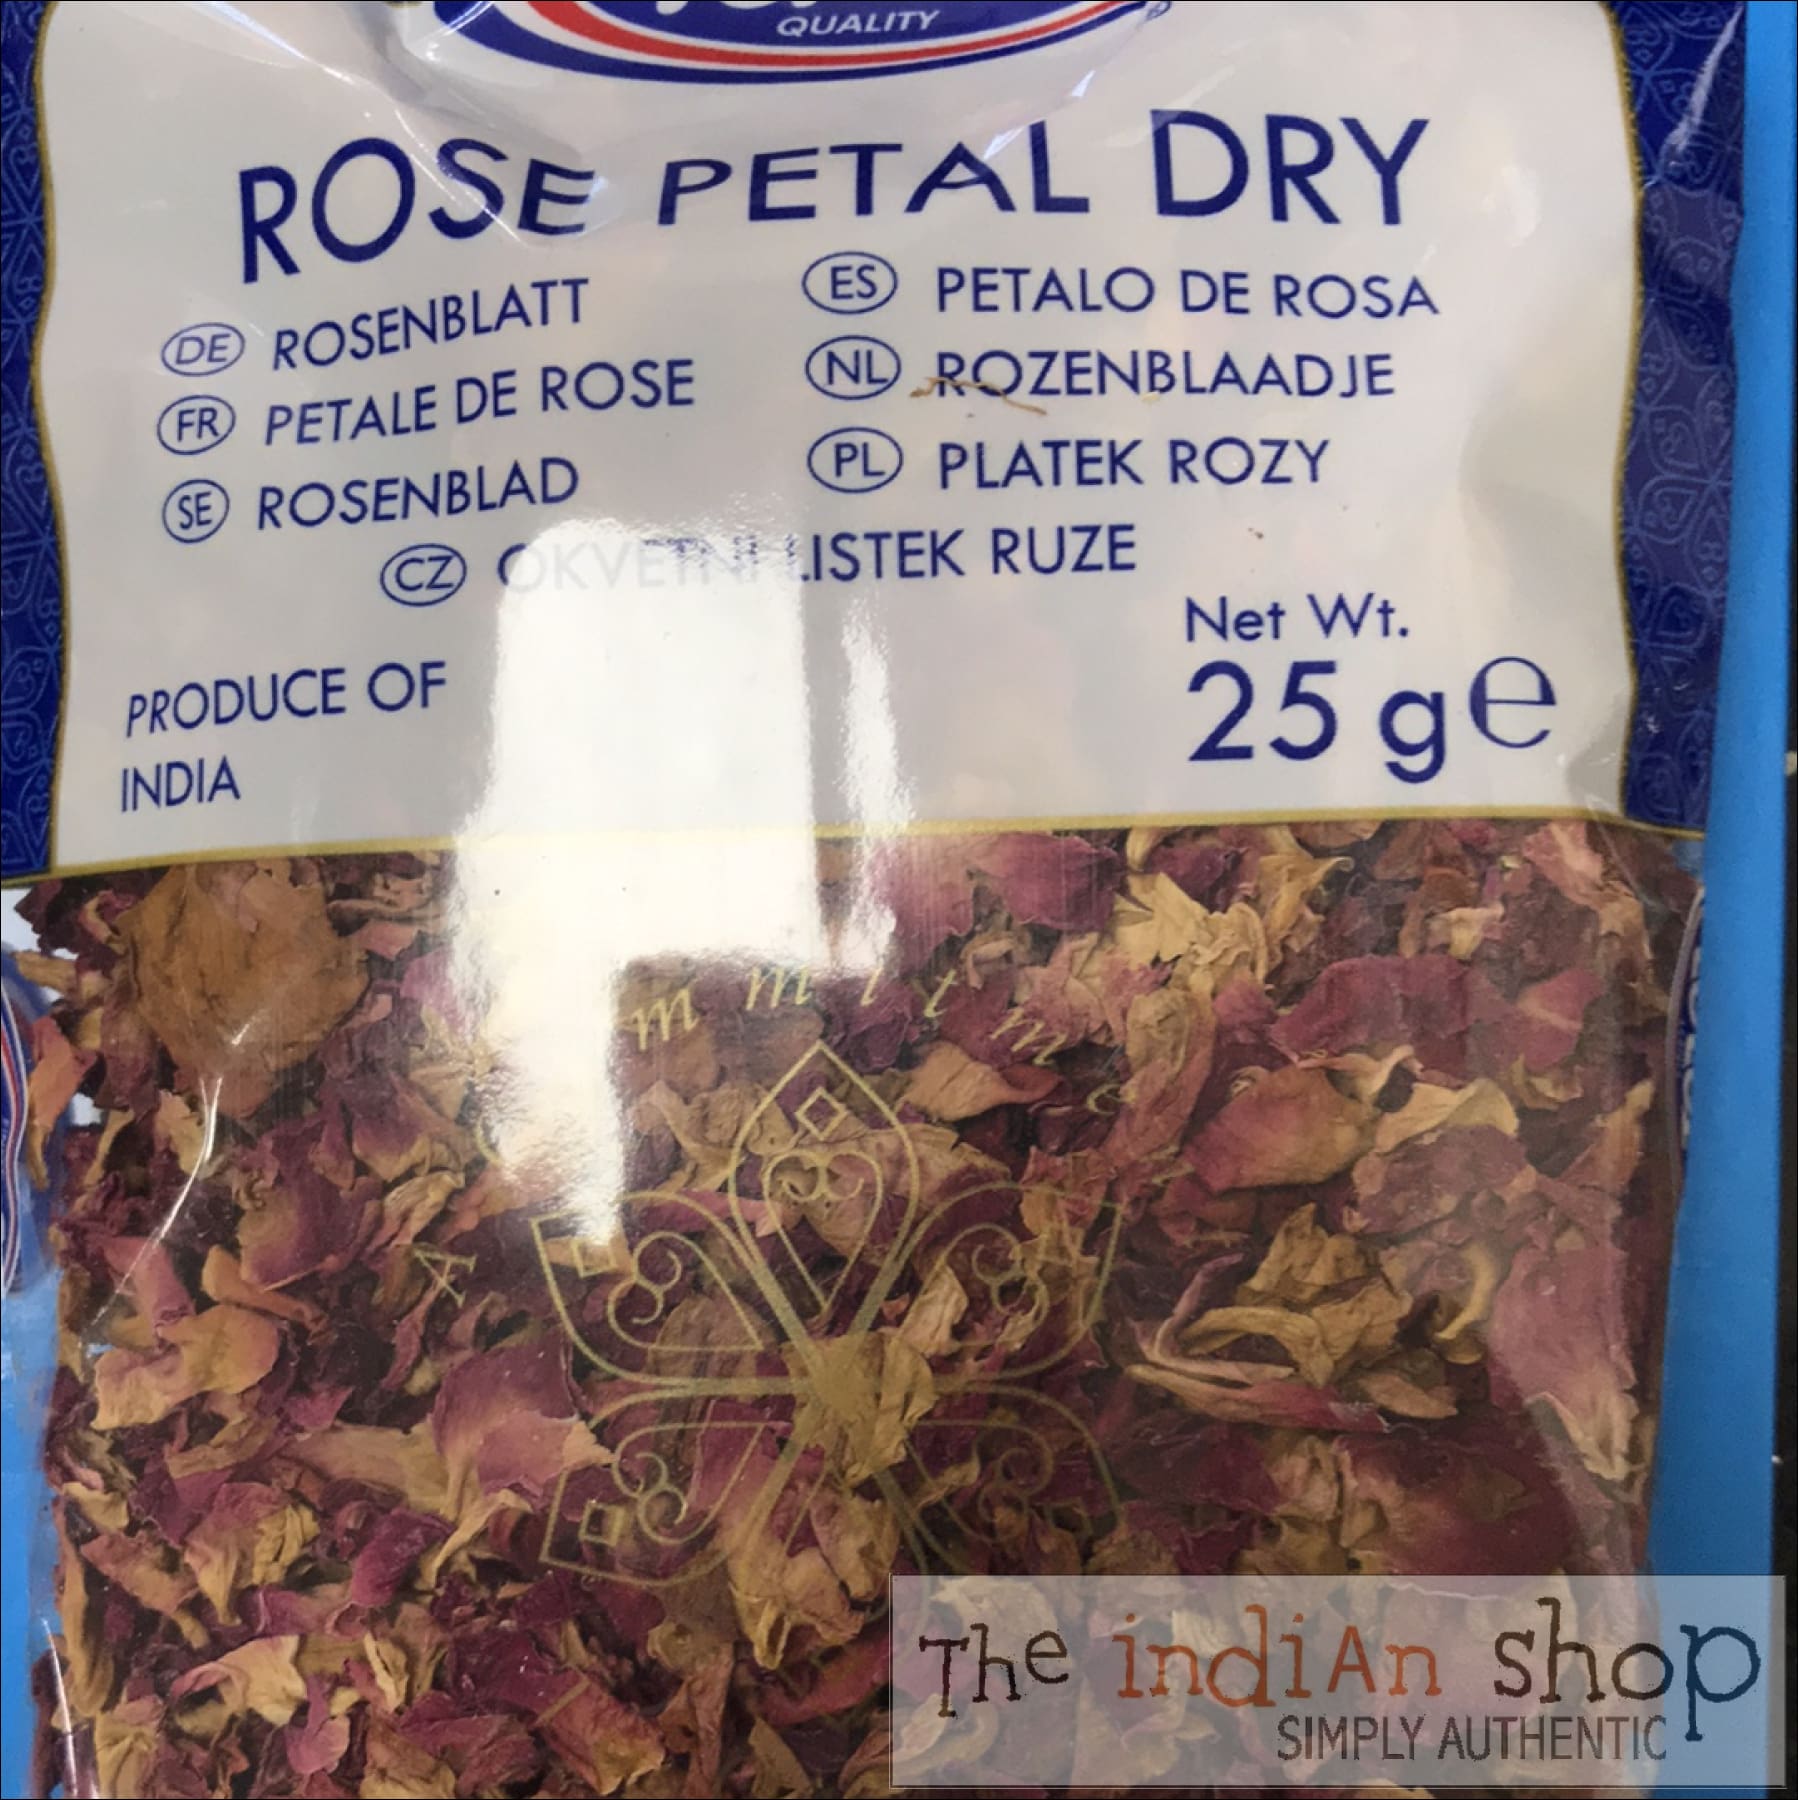 QUALITY
ROSE PETAL DRY
DE ROSENBLATT
FR PETALE DE ROSE
SE ROSENBLAD
ES PETALO DE ROSA
NL ROZENBLAADJE
PL PLATEK ROZY
CZ OKVETNI LISTEK RUZE
PRODUCE OF
INDIA
Net Wt.
25 g e
The indiAn shop
SIMPLY AUTHENTIC